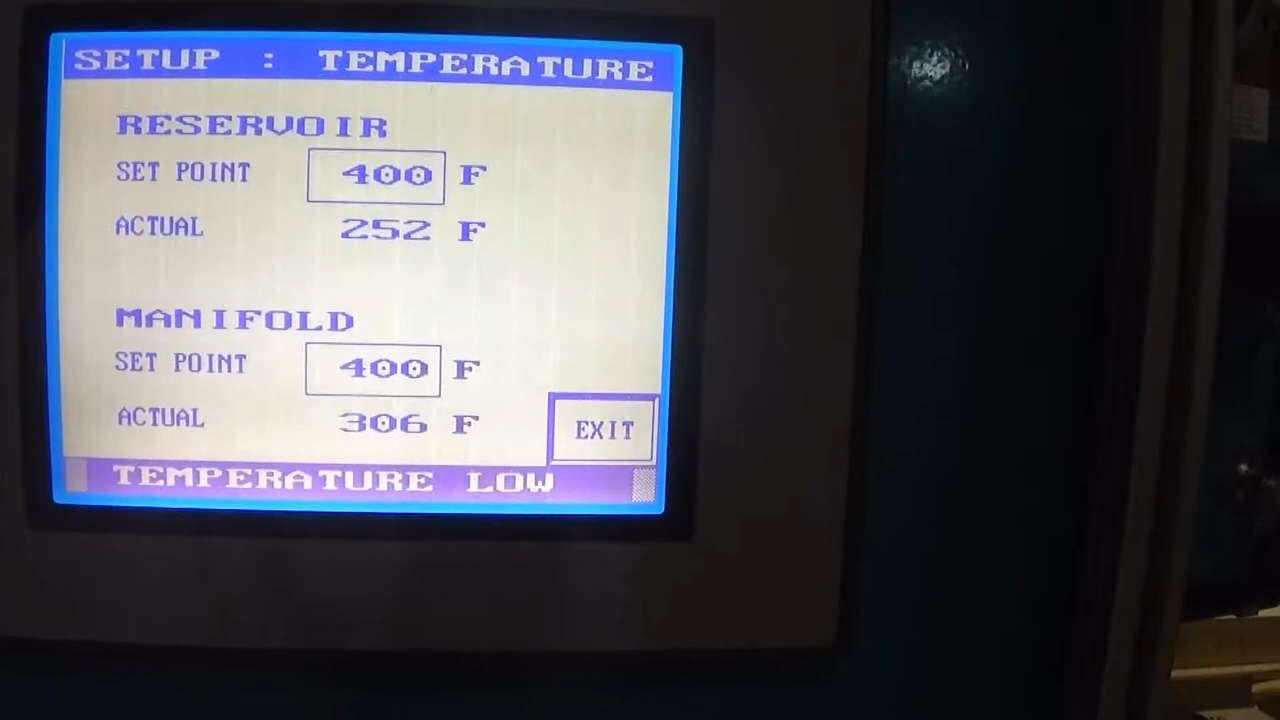 SETUP : TEMPERATURE
RESERVOIR
SET POINT 400 F
ACTUAL 252 F
MANIFOLD
SET POINT 400 F
ACTUAL 306 F
EXIT
TEMPERATURE LOW